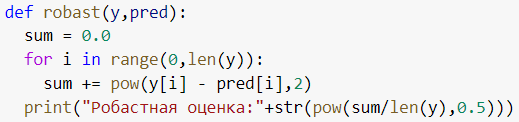 def robast(y,pred):
  sum = 0.0
  for i in range(0,len(y)):
    sum += pow(y[i] - pred[i],2)
  print("Робастная оценка:"+str(pow(sum/len(y),0.5)))